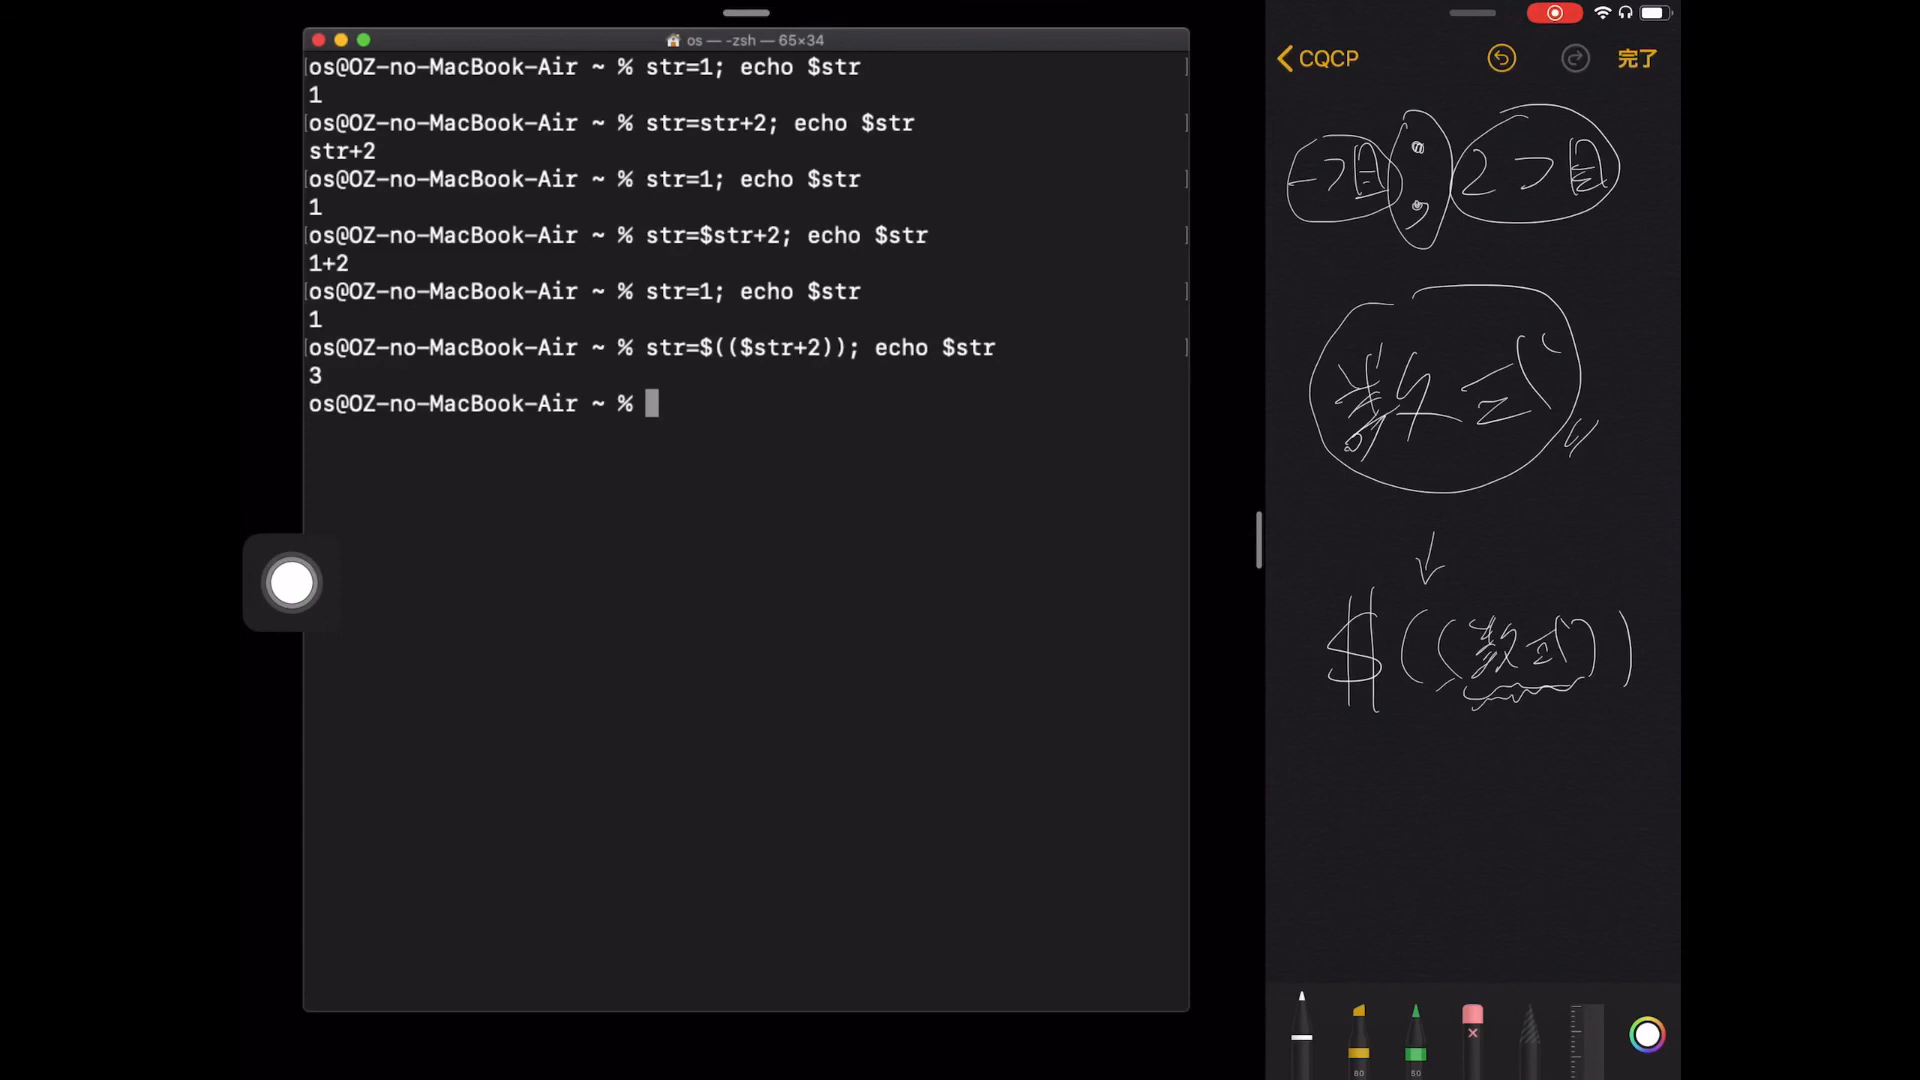 os — -zsh — 65×34
os@OZ-no-MacBook-Air ~ % str=1; echo $str
1
os@OZ-no-MacBook-Air ~ % str=str+2; echo $str
str+2
os@OZ-no-MacBook-Air ~ % str=1; echo $str
1
os@OZ-no-MacBook-Air ~ % str=$str+2; echo $str
1+2
os@OZ-no-MacBook-Air ~ % str=1; echo $str
1
os@OZ-no-MacBook-Air ~ % str=$(($str+2)); echo $str
3
os@OZ-no-MacBook-Air ~ %
CQCP 完了
一つ目 ; 2つ目
数式
$((数式))
80 50